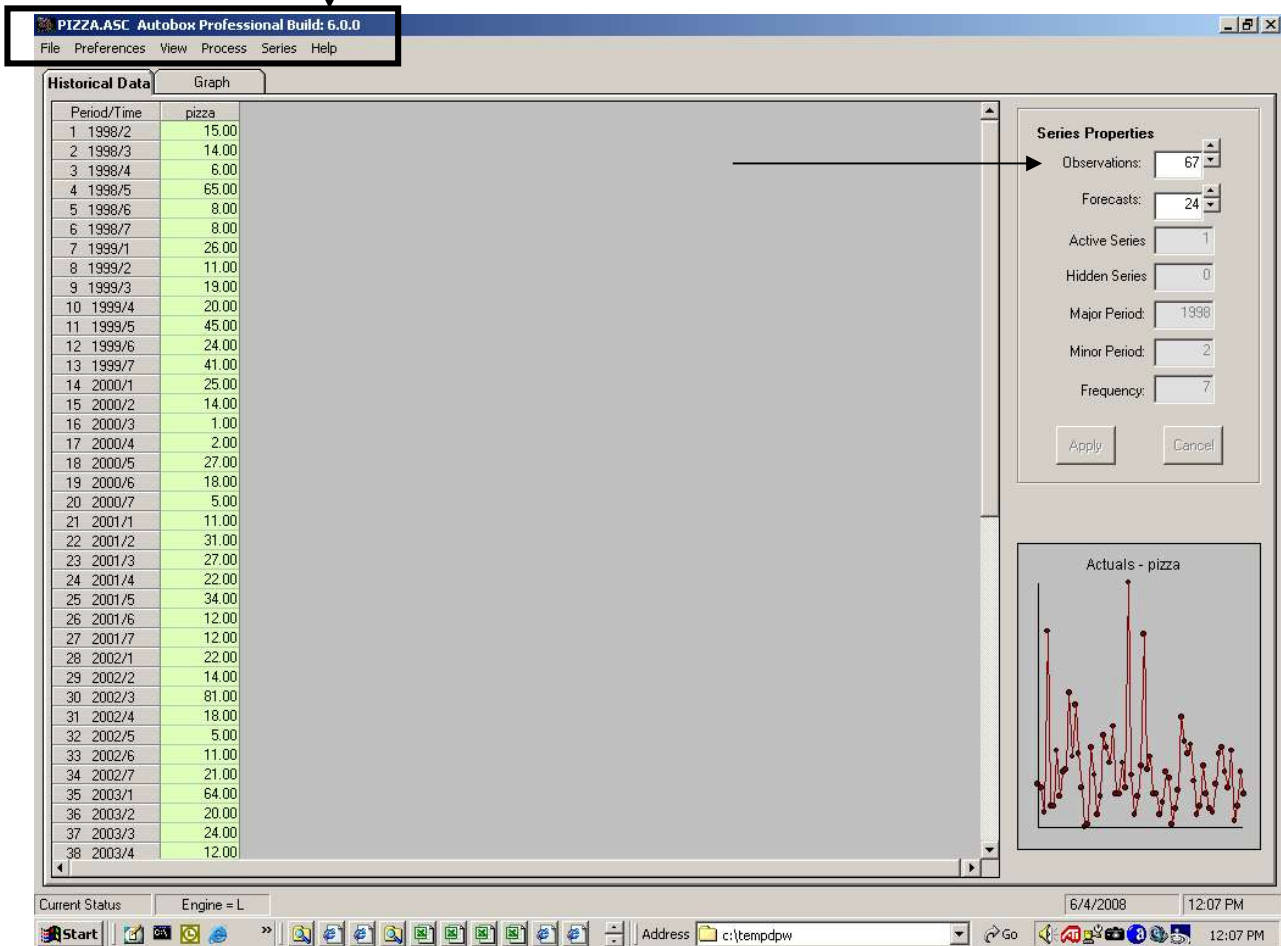 PIZZA.ASC Autobox Professional Build: 6.0.0
File Preferences View Process Series Help
Historical Data Graph
Period/Time pizza
1 1998/2 15.00
2 1998/3 14.00
3 1998/4 6.00
4 1998/5 65.00
5 1998/6 8.00
6 1998/7 8.00
7 1999/1 26.00
8 1999/2 11.00
9 1999/3 19.00
10 1999/4 20.00
11 1999/5 45.00
12 1999/6 24.00
13 1999/7 41.00
14 2000/1 25.00
15 2000/2 14.00
16 2000/3 1.00
17 2000/4 2.00
18 2000/5 27.00
19 2000/6 18.00
20 2000/7 5.00
21 2001/1 11.00
22 2001/2 31.00
23 2001/3 27.00
24 2001/4 22.00
25 2001/5 34.00
26 2001/6 12.00
27 2001/7 12.00
28 2002/1 22.00
29 2002/2 14.00
30 2002/3 81.00
31 2002/4 18.00
32 2002/5 5.00
33 2002/6 11.00
34 2002/7 21.00
35 2003/1 64.00
36 2003/2 20.00
37 2003/3 24.00
38 2003/4 12.00
Series Properties
Observations: 67
Forecasts: 24
Active Series 1
Hidden Series 0
Major Period: 1998
Minor Period: 2
Frequency: 7
Apply Cancel
Actuals - pizza
Current Status Engine = L 6/4/2008 12:07 PM
Start » Address c:\tempdpw Go 12:07 PM